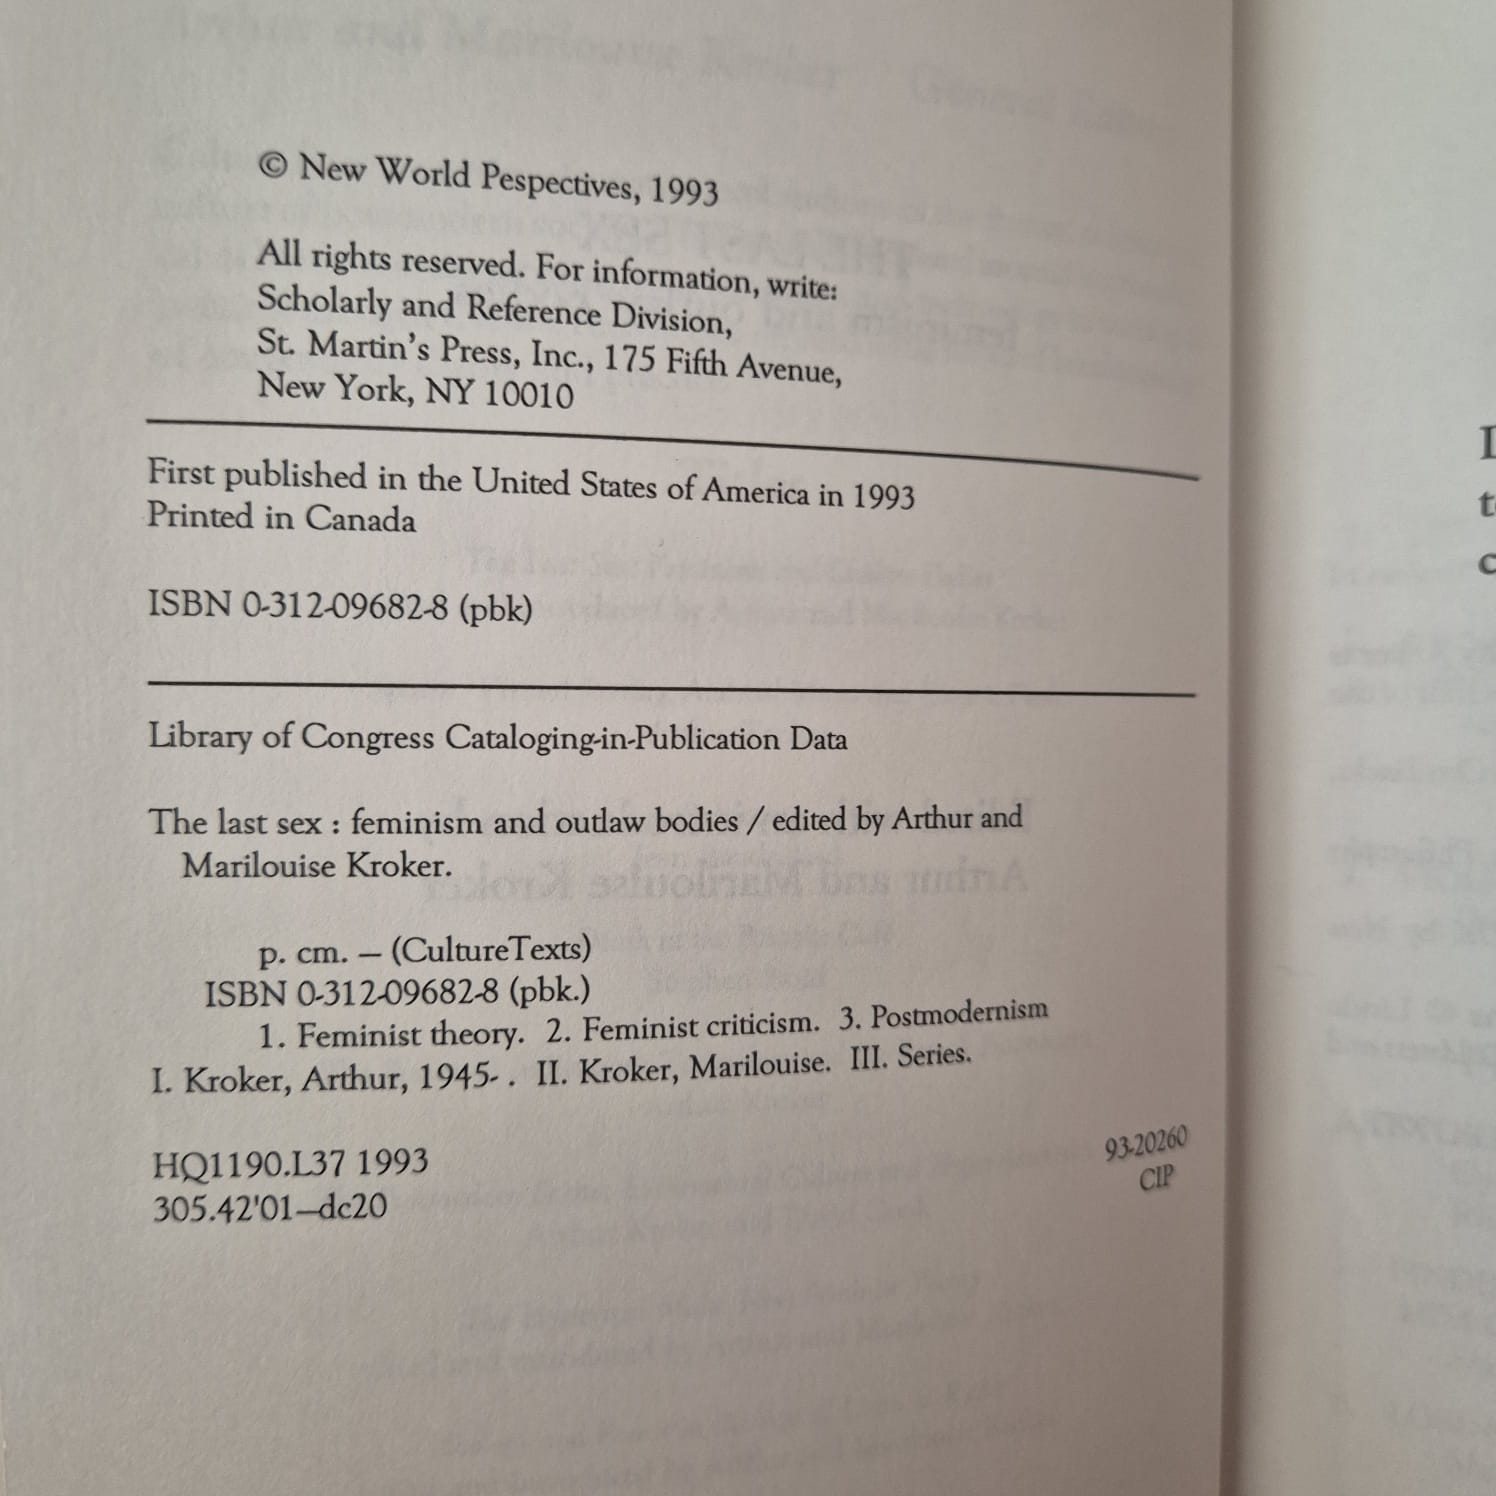 © New World Pespectives, 1993
All rights reserved. For information, write:
Scholarly and Reference Division,
St. Martin's Press, Inc., 175 Fifth Avenue,
New York, NY 10010
First published in the United States of America in 1993
Printed in Canada
ISBN 0-312-09682-8 (pbk)
Library of Congress Cataloging-in-Publication Data
The last sex : feminism and outlaw bodies / edited by Arthur and
Marilouise Kroker.
p. cm. — (CultureTexts)
ISBN 0-312-09682-8 (pbk.)
1. Feminist theory. 2. Feminist criticism. 3. Postmodernism
I. Kroker, Arthur, 1945- . II. Kroker, Marilouise. III. Series.
HQ1190.L37 1993
305.42'01—dc20
93-20260
CIP